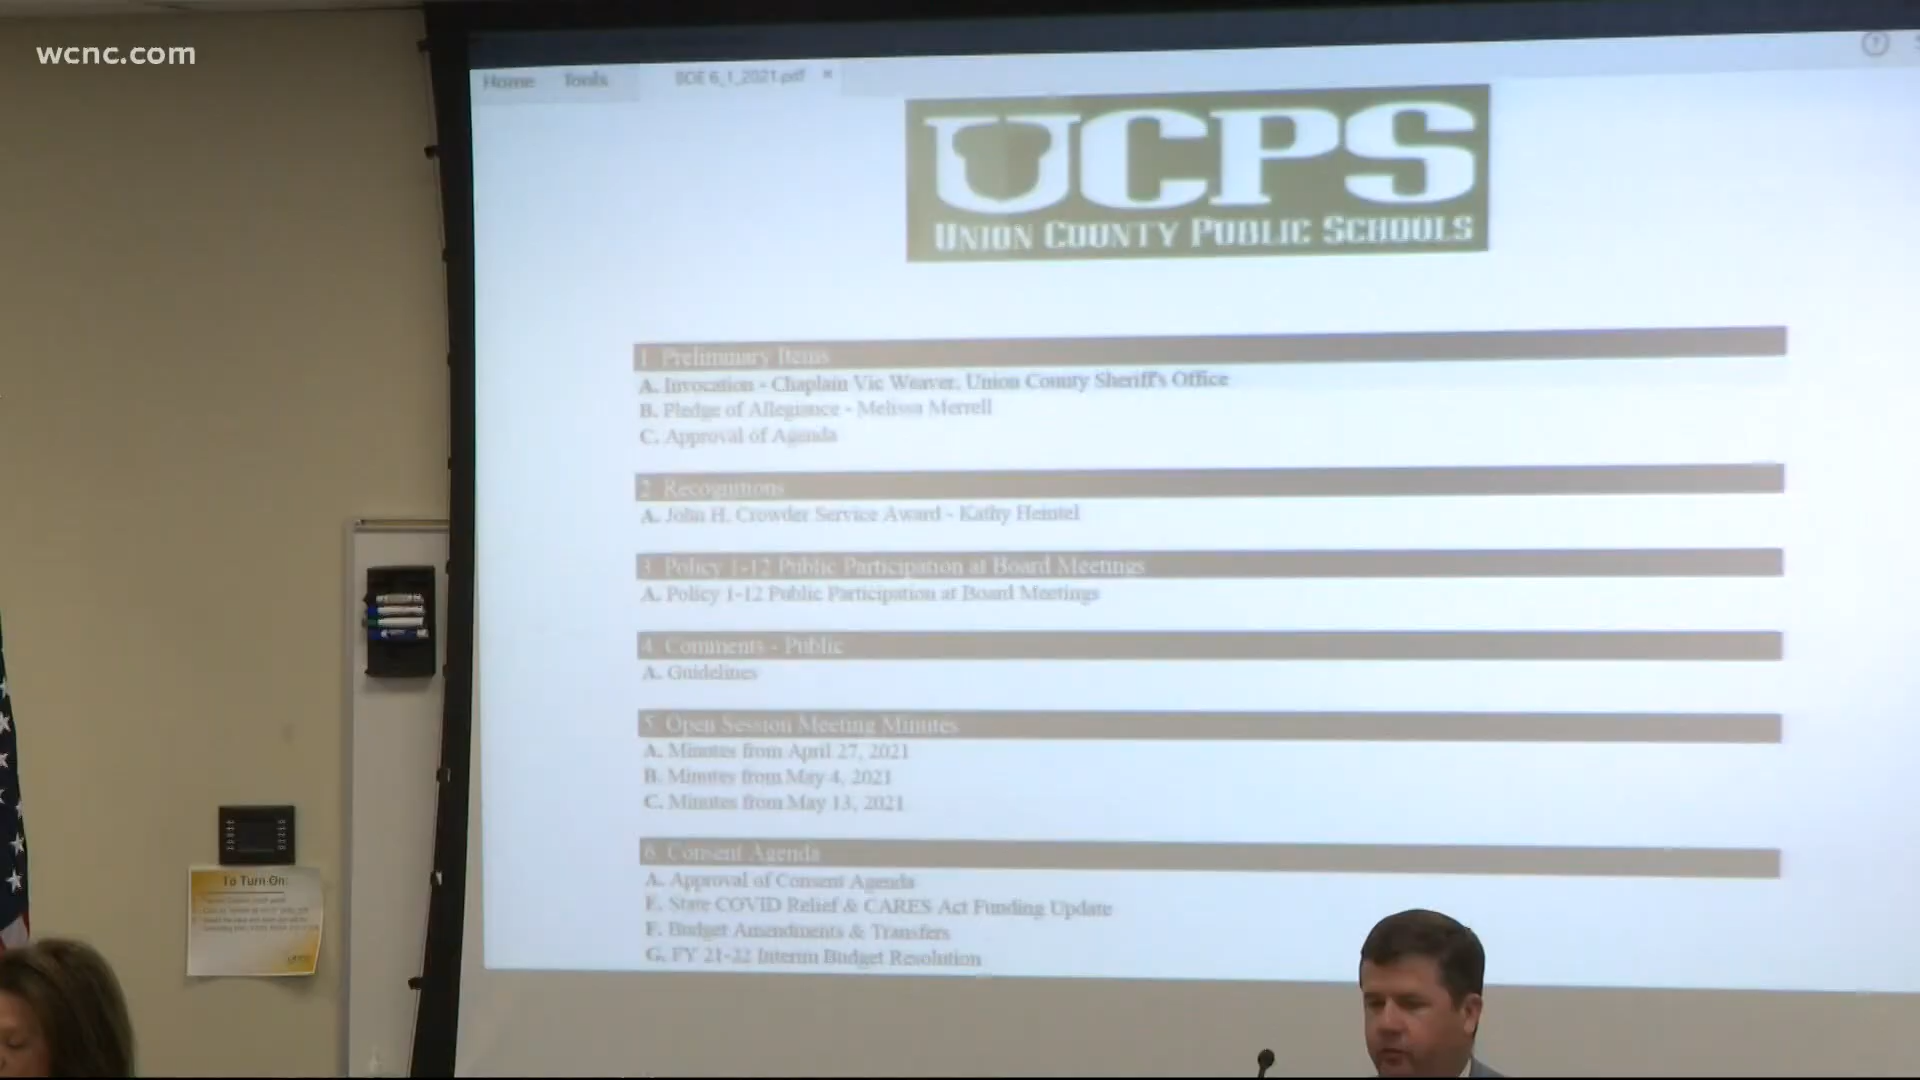 wcnc.com
Home Tools BOE 6_1_2021.pdf ×
?
UCPS
UNION COUNTY PUBLIC SCHOOLS
1. Preliminary Items
A. Invocation - Chaplain Vic Weaver, Union County Sheriff's Office
B. Pledge of Allegiance - Melissa Merrell
C. Approval of Agenda
2. Recognitions
A. John H. Crowder Service Award - Kathy Heintel
3. Policy 1-12 Public Participation at Board Meetings
A. Policy 1-12 Public Participation at Board Meetings
4. Comments - Public
A. Guidelines
5. Open Session Meeting Minutes
A. Minutes from April 27, 2021
B. Minutes from May 4, 2021
C. Minutes from May 13, 2021
6. Consent Agenda
A. Approval of Consent Agenda
E. State COVID Relief & CARES Act Funding Update
F. Budget Amendments & Transfers
G. FY 21-22 Interim Budget Resolution
To Turn On: